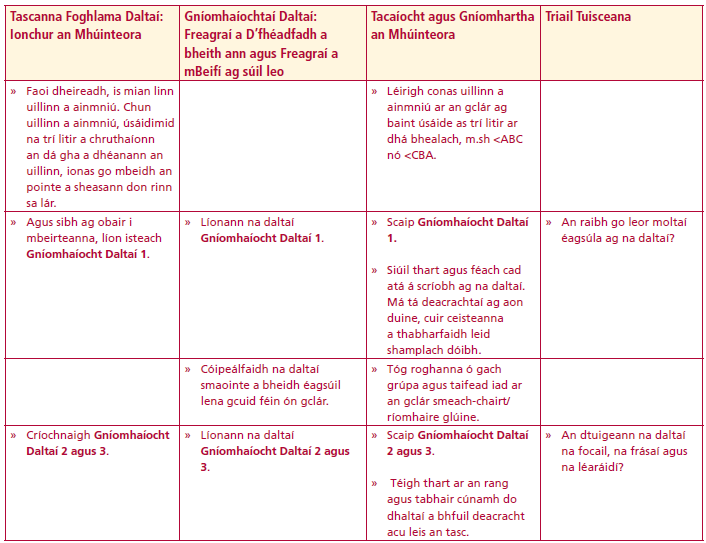 Tascanna Foghlama Daltaí:
Ionchur an Mhúinteora
Gníomhaíochtaí Daltaí:
Freagraí a D'fhéadfadh a
bheith ann agus Freagraí a
mBeifí ag súil leo
Tacaíocht agus Gníomhartha
an Mhúinteora
Triail Tuisceana
» Faoi dheireadh, is mian linn
uillinn a ainmniú. Chun
uillinn a ainmniú, úsáidimid
na trí litir a chruthaíonn
an dá gha a dhéanann an
uillinn, ionas go mbeidh an
pointe a sheasann don rinn
sa lár.
» Léirigh conas uillinn a
ainmniú ar an gclár ag
baint úsáide as trí litir ar
dhá bhealach, m.sh <ABC
nó <CBA.
» Agus sibh ag obair i
mbeirteanna, líon isteach
Gníomhaíocht Daltaí 1.
» Líonann na daltaí
Gníomhaíocht Daltaí 1.
» Scaip Gníomhaíocht Daltaí
1.
» Siúil thart agus féach cad
atá á scríobh ag na daltaí.
Má tá deacrachtaí ag aon
duine, cuir ceisteanna
a thabharfaidh leid
shamplach dóibh.
» An raibh go leor moltaí
éagsúla ag na daltaí?
» Cóipeálfaidh na daltaí
smaointe a bheidh éagsúil
lena gcuid féin ón gclár.
» Tóg roghanna ó gach
grúpa agus taifead iad ar
an gclár smeach-chairt/
ríomhaire glúine.
» Críochnaigh Gníomhaíocht
Daltaí 2 agus 3.
» Líonann na daltaí
Gníomhaíocht Daltaí 2 agus
3.
» Scaip Gníomhaíocht Daltaí
2 agus 3.
» Téigh thart ar an rang
agus tabhair cúnamh do
dhaltaí a bhfuil deacracht
acu leis an tasc.
» An dtuigeann na daltaí
na focail, na frásaí agus
na léaráidí?